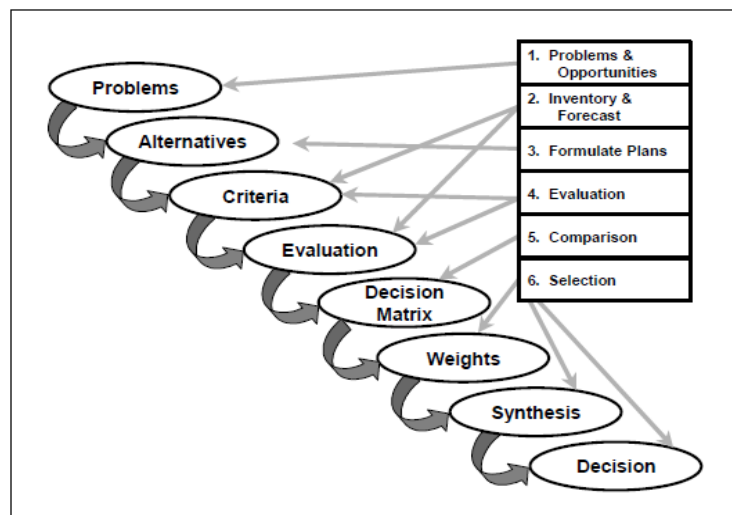 Problems
Alternatives
Criteria
Evaluation
Decision
Matrix
Weights
Synthesis
Decision
1. Problems &
Opportunities
2. Inventory &
Forecast
3. Formulate Plans
4. Evaluation
5. Comparison
6. Selection